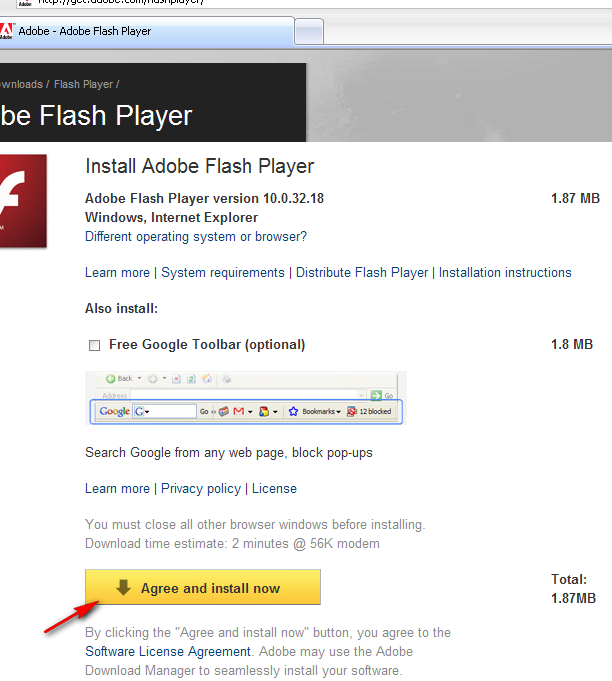 http://get.adobe.com/flashplayer/
Adobe - Adobe Flash Player
wnloads / Flash Player /
be Flash Player
Install Adobe Flash Player
Adobe Flash Player version 10.0.32.18 1.87 MB
Windows, Internet Explorer
Different operating system or browser?
Learn more | System requirements | Distribute Flash Player | Installation instructions
Also install:
Free Google Toolbar (optional) 1.8 MB
Back
Address Go
Google G Go Bookmarks 12 blocked
Search Google from any web page, block pop-ups
Learn more | Privacy policy | License
You must close all other browser windows before installing.
Download time estimate: 2 minutes @ 56K modem
Agree and install now
Total:
1.87MB
By clicking the "Agree and install now" button, you agree to the
Software License Agreement. Adobe may use the Adobe
Download Manager to seamlessly install your software.